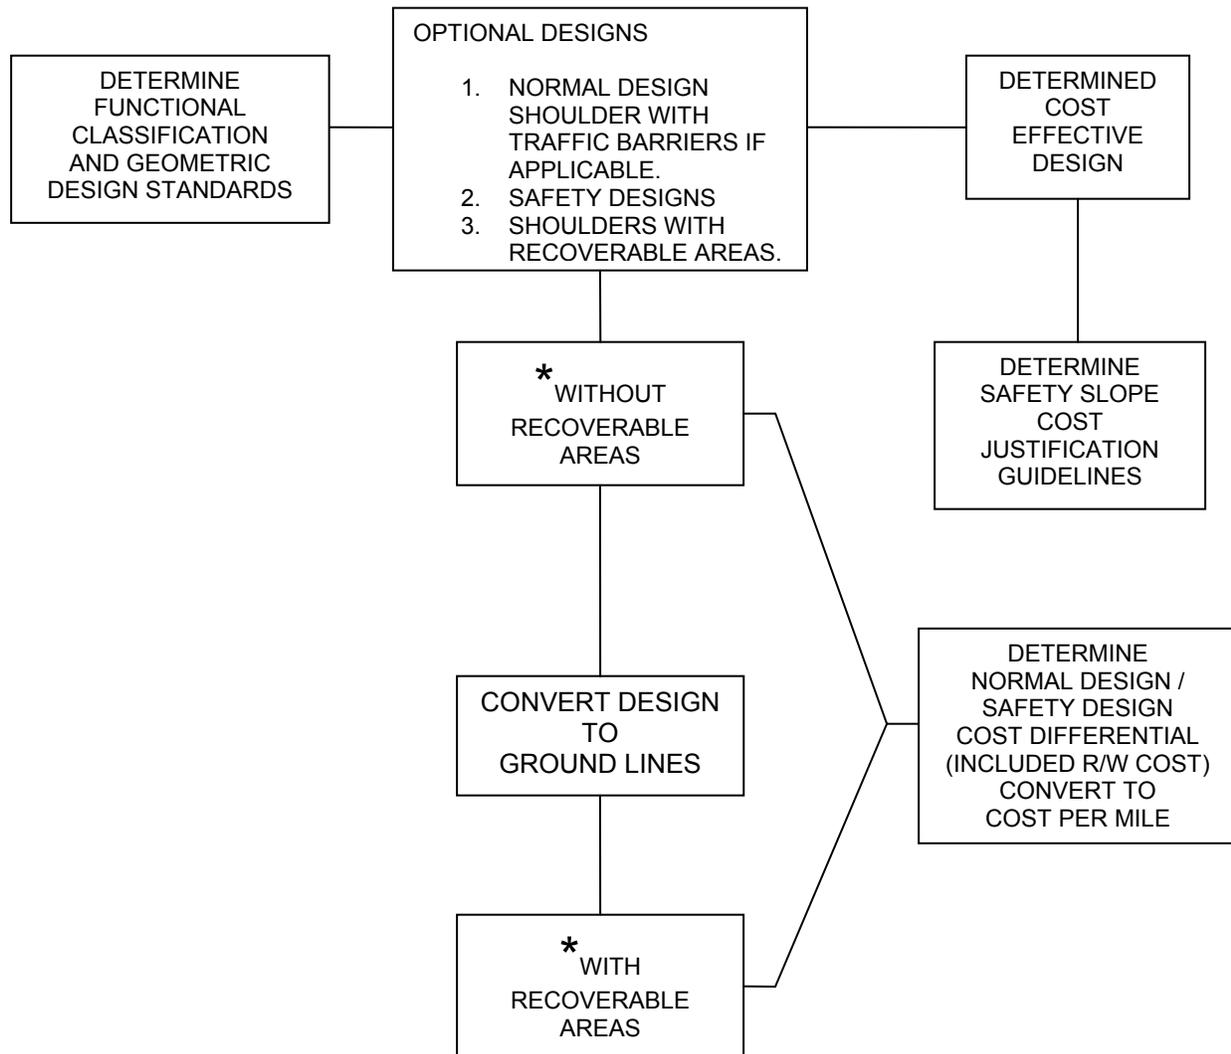 DETERMINE
FUNCTIONAL
CLASSIFICATION
AND GEOMETRIC
DESIGN STANDARDS
OPTIONAL DESIGNS
1. NORMAL DESIGN
SHOULDER WITH
TRAFFIC BARRIERS IF
APPLICABLE.
2. SAFETY DESIGNS
3. SHOULDERS WITH
RECOVERABLE AREAS.
DETERMINED
COST
EFFECTIVE
DESIGN
*WITHOUT
RECOVERABLE
AREAS
DETERMINE
SAFETY SLOPE
COST
JUSTIFICATION
GUIDELINES
CONVERT DESIGN
TO
GROUND LINES
DETERMINE
NORMAL DESIGN /
SAFETY DESIGN
COST DIFFERENTIAL
(INCLUDED R/W COST)
CONVERT TO
COST PER MILE
*WITH
RECOVERABLE
AREAS